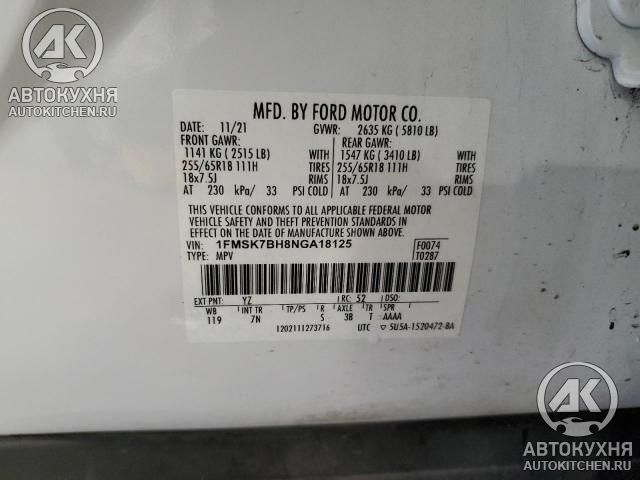 АК
АВТОКУХНЯ
AUTOKITCHEN.RU
MFD. BY FORD MOTOR CO.
DATE: 11/21 GVWR: 2635 KG ( 5810 LB)
FRONT GAWR: REAR GAWR:
1141 KG ( 2515 LB) WITH 1547 KG ( 3410 LB) WITH
255/65R18 111H TIRES 255/65R18 111H TIRES
18x7.5J RIMS 18x7.5J RIMS
AT 230 kPa/ 33 PSI COLD AT 230 kPa/ 33 PSI COLD
THIS VEHICLE CONFORMS TO ALL APPLICABLE FEDERAL MOTOR
VEHICLE SAFETY AND THEFT PREVENTION STANDARDS IN
EFFECT ON THE DATE OF MANUFACTURE SHOWN ABOVE.
VIN: 1FMSK7BH8NGA18125 F0074
TYPE: MPV T0287
EXT PNT: YZ RC: 52 DSO:
WB INT TR TP/PS R AXLE TR SPR
119 7N S 3B T AAAA
1202111273716 UTC ▽ SU5A-1520472-BA
АК
АВТОКУХНЯ
AUTOKITCHEN.RU